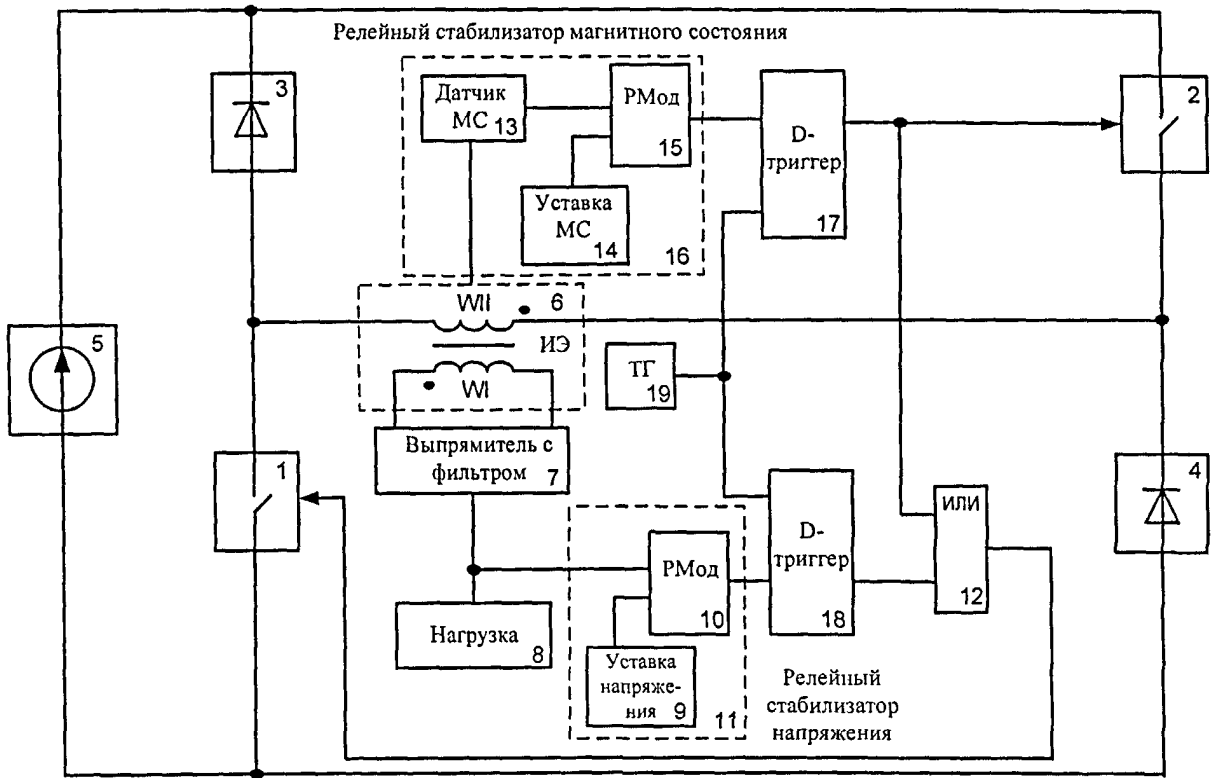 Релейный стабилизатор магнитного состояния
3
Датчик
МС 13
РМод
15
D-
триггер
17
2
Уставка
МС
14
16
WII
6
ИЭ
WI
5
ТГ
19
Выпрямитель с
фильтром 7
1
4
ИЛИ
12
D-
триггер
18
РМод
10
Нагрузка
8
Уставка
напряже-
ния 9
11
Релейный
стабилизатор
напряжения